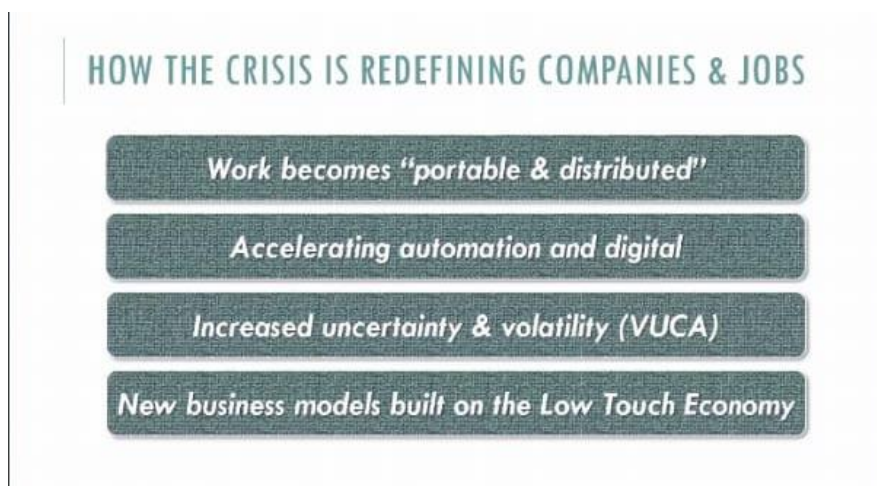 HOW THE CRISIS IS REDEFINING COMPANIES & JOBS
Work becomes “portable & distributed”
Accelerating automation and digital
Increased uncertainty & volatility (VUCA)
New business models built on the Low Touch Economy